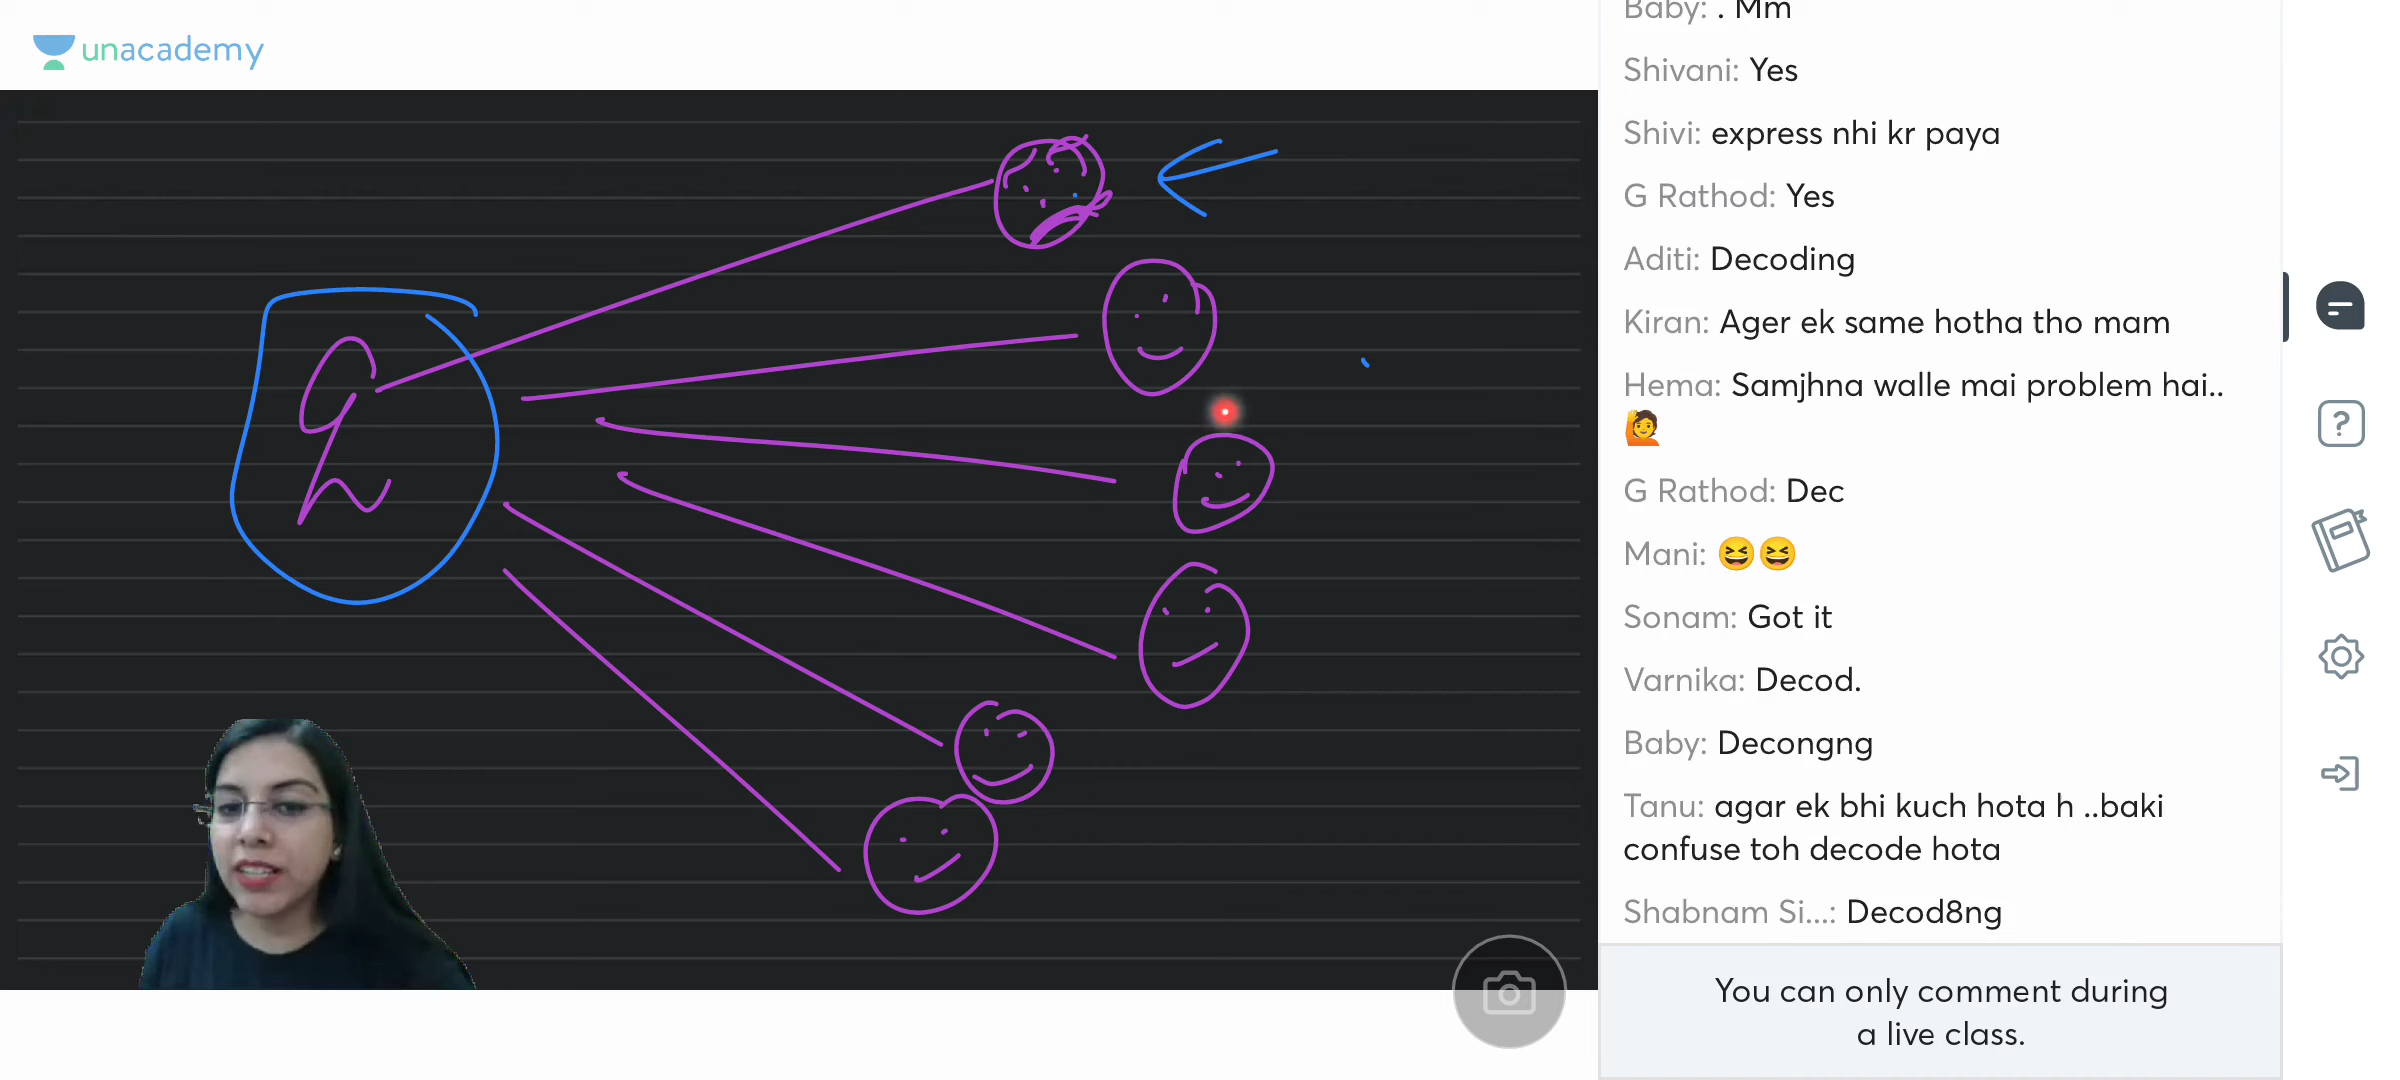 unacademy
Baby: . Mm
Shivani: Yes
Shivi: express nhi kr paya
G Rathod: Yes
Aditi: Decoding
Kiran: Ager ek same hotha tho mam
Hema: Samjhna walle mai problem hai..
🙋
G Rathod: Dec
Mani: 😆😆
Sonam: Got it
Varnika: Decod.
Baby: Decongng
Tanu: agar ek bhi kuch hota h ..baki
confuse toh decode hota
Shabnam Si...: Decod8ng
You can only comment during
a live class.